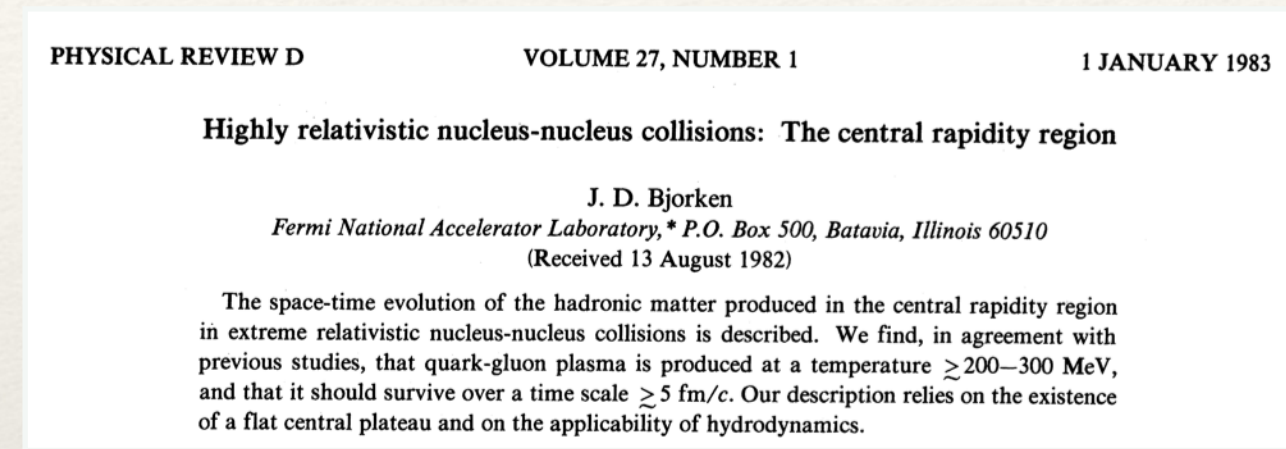 PHYSICAL REVIEW D VOLUME 27, NUMBER 1 1 JANUARY 1983
Highly relativistic nucleus-nucleus collisions: The central rapidity region
J. D. Bjorken
Fermi National Accelerator Laboratory,* P.O. Box 500, Batavia, Illinois 60510
(Received 13 August 1982)
The space-time evolution of the hadronic matter produced in the central rapidity region
in extreme relativistic nucleus-nucleus collisions is described. We find, in agreement with
previous studies, that quark-gluon plasma is produced at a temperature ≳200–300 MeV,
and that it should survive over a time scale ≳5 fm/c. Our description relies on the existence
of a flat central plateau and on the applicability of hydrodynamics.